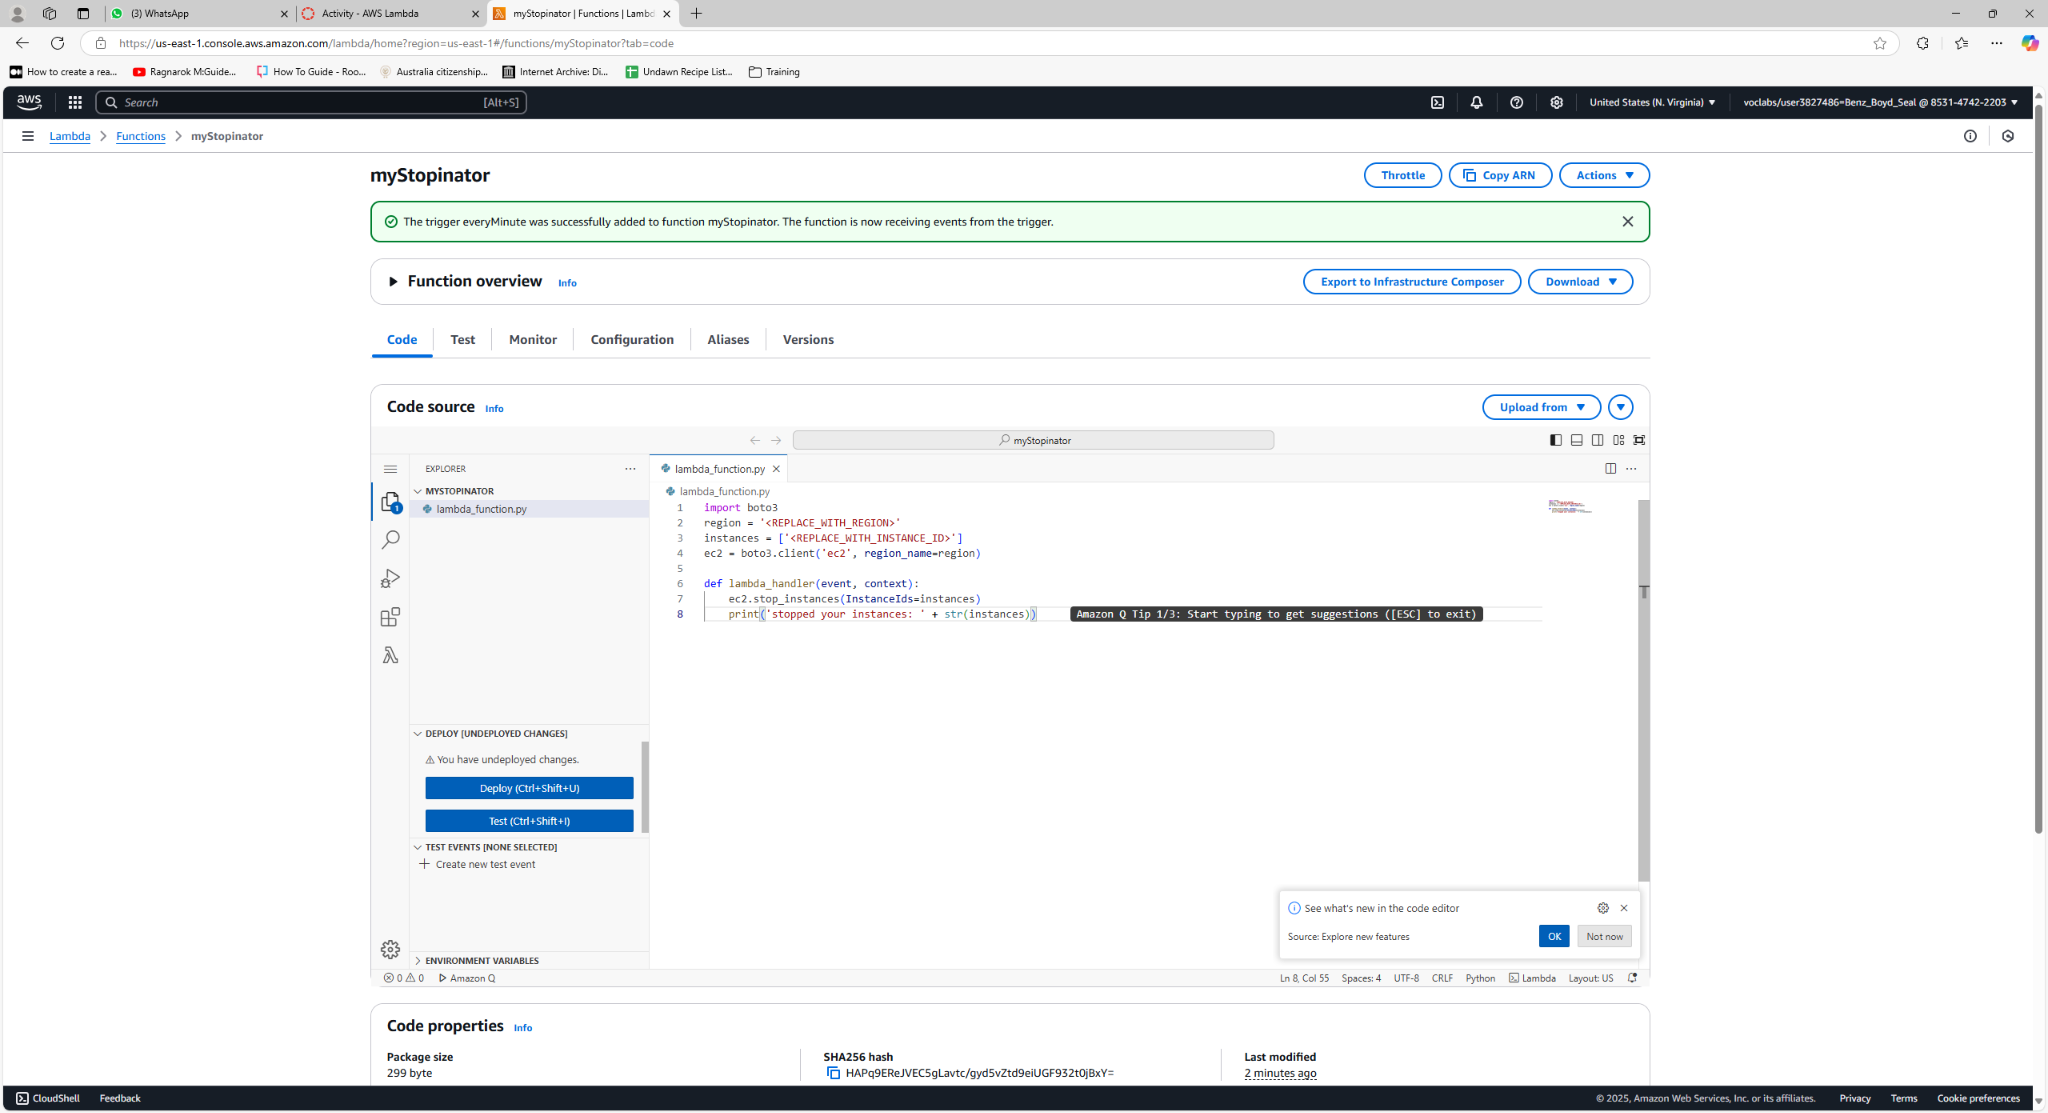 (3) WhatsApp
Activity - AWS Lambda
myStopinator | Functions | Lambd
https://us-east-1.console.aws.amazon.com/lambda/home?region=us-east-1#/functions/myStopinator?tab=code
How to create a rea...
Ragnarok M:Guide...
How To Guide - Roo...
Australia citizenship...
Internet Archive: Di...
Undawn Recipe List...
Training
aws
Search
[Alt+S]
United States (N. Virginia)
voclabs/user3827486=Benz_Boyd_Seal @ 8531-4742-2203
Lambda
Functions
myStopinator
myStopinator
Throttle
Copy ARN
Actions
The trigger everyMinute was successfully added to function myStopinator. The function is now receiving events from the trigger.
Function overview
Info
Export to Infrastructure Composer
Download
Code
Test
Monitor
Configuration
Aliases
Versions
Code source
Info
Upload from
myStopinator
EXPLORER
MYSTOPINATOR
lambda_function.py
1
lambda_function.py
lambda_function.py
1 import boto3
2 region = '<REPLACE_WITH_REGION>'
3 instances = ['<REPLACE_WITH_INSTANCE_ID>']
4 ec2 = boto3.client('ec2', region_name=region)
5
6 def lambda_handler(event, context):
7 ec2.stop_instances(InstanceIds=instances)
8 print('stopped your instances: ' + str(instances))
Amazon Q Tip 1/3: Start typing to get suggestions ([ESC] to exit)
DEPLOY [UNDEPLOYED CHANGES]
You have undeployed changes.
Deploy (Ctrl+Shift+U)
Test (Ctrl+Shift+I)
TEST EVENTS [NONE SELECTED]
Create new test event
ENVIRONMENT VARIABLES
See what's new in the code editor
Source: Explore new features
OK
Not now
0
0
Amazon Q
Ln 8, Col 55
Spaces: 4
UTF-8
CRLF
Python
Lambda
Layout: US
Code properties
Info
Package size
299 byte
SHA256 hash
HAPq9EReJVEC5gLavtc/gyd5vZtd9eiUGF932t0jBxY=
Last modified
2 minutes ago
CloudShell
Feedback
© 2025, Amazon Web Services, Inc. or its affiliates.
Privacy
Terms
Cookie preferences